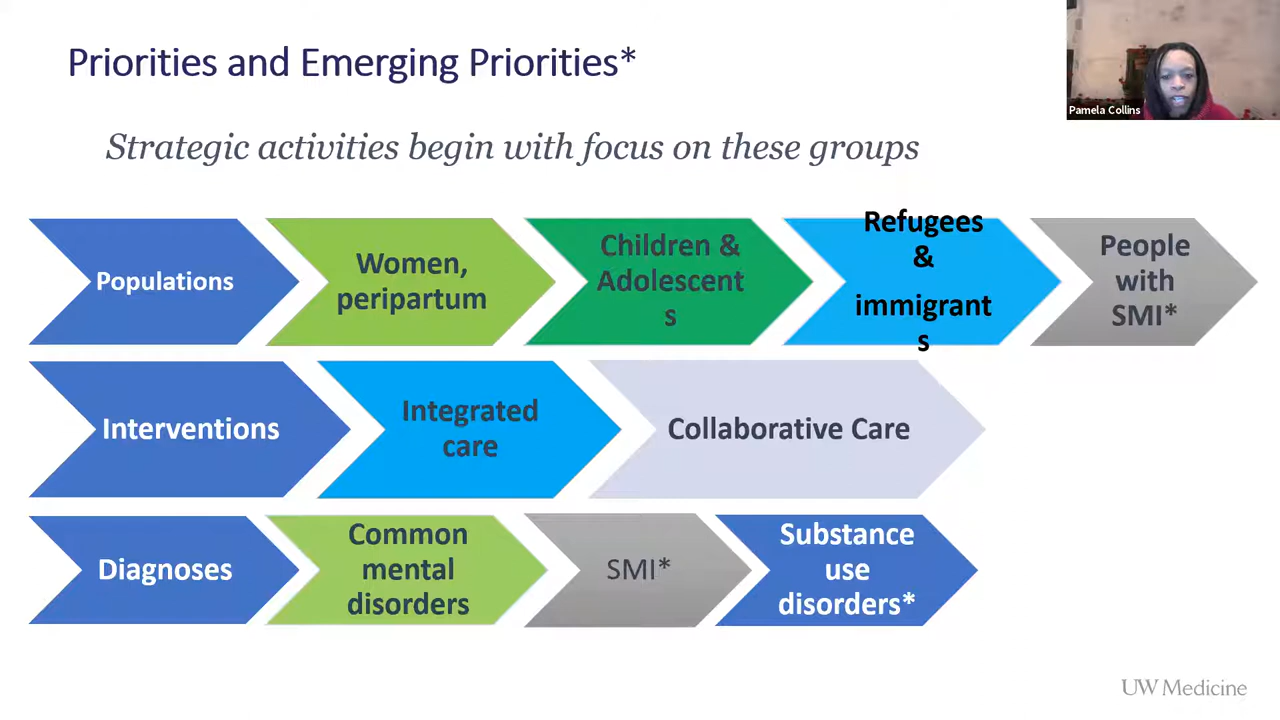 Priorities and Emerging Priorities*
Pamela Collins
Strategic activities begin with focus on these groups
Populations
Women,
peripartum
Children &
Adolescent
s
Refugees
&
immigrant
s
People
with
SMI*
Interventions
Integrated
care
Collaborative Care
Diagnoses
Common
mental
disorders
SMI*
Substance
use
disorders*
UW Medicine